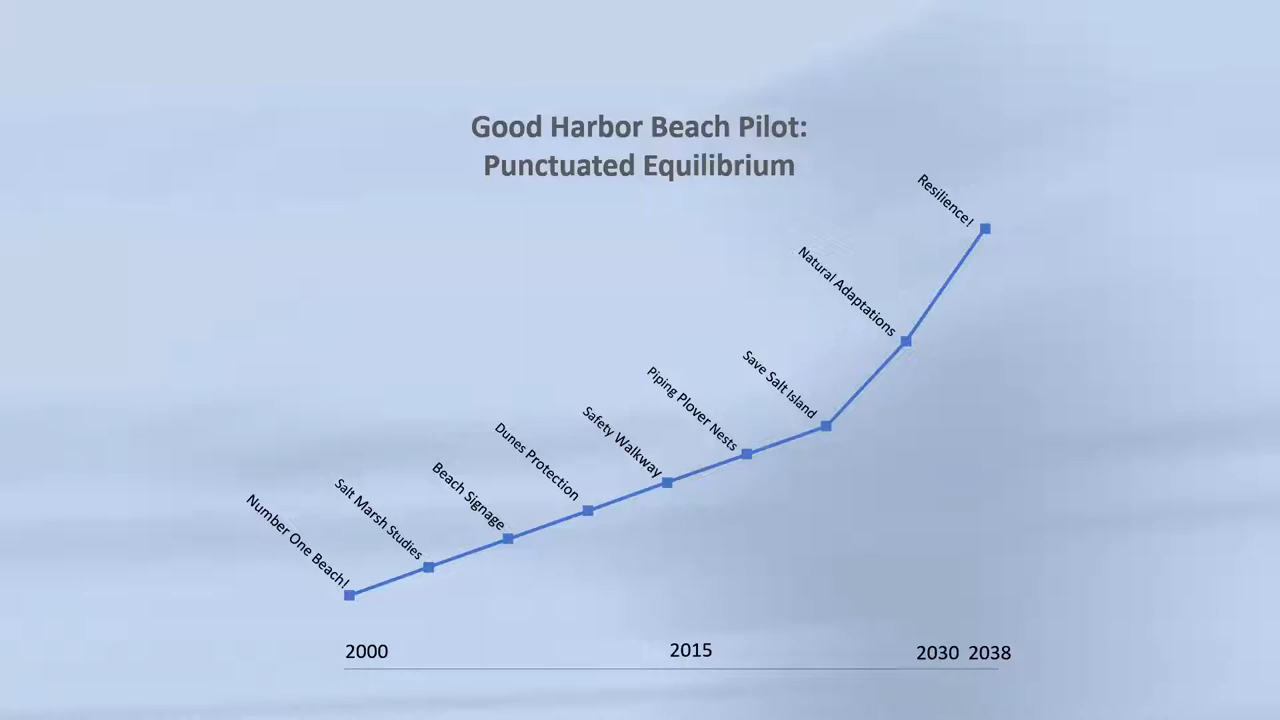 Good Harbor Beach Pilot:
Punctuated Equilibrium
Number One Beach!
Salt Marsh Studies
Beach Signage
Dunes Protection
Safety Walkway
Piping Plover Nests
Save Salt Island
Natural Adaptations
Resilience!
2000
2015
2030
2038